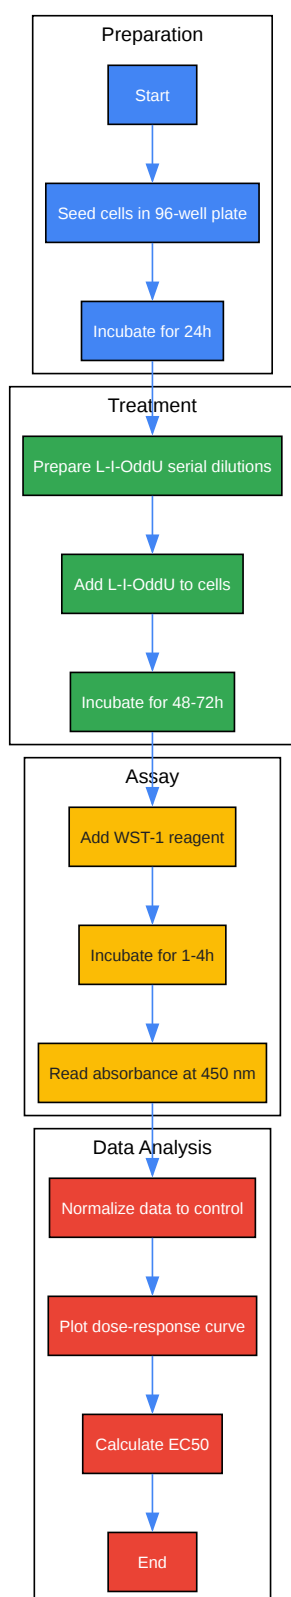 Preparation
Start
Seed cells in 96-well plate
Incubate for 24h
Treatment
Prepare L-I-OddU serial dilutions
Add L-I-OddU to cells
Incubate for 48-72h
Assay
Add WST-1 reagent
Incubate for 1-4h
Read absorbance at 450 nm
Data Analysis
Normalize data to control
Plot dose-response curve
Calculate EC50
End